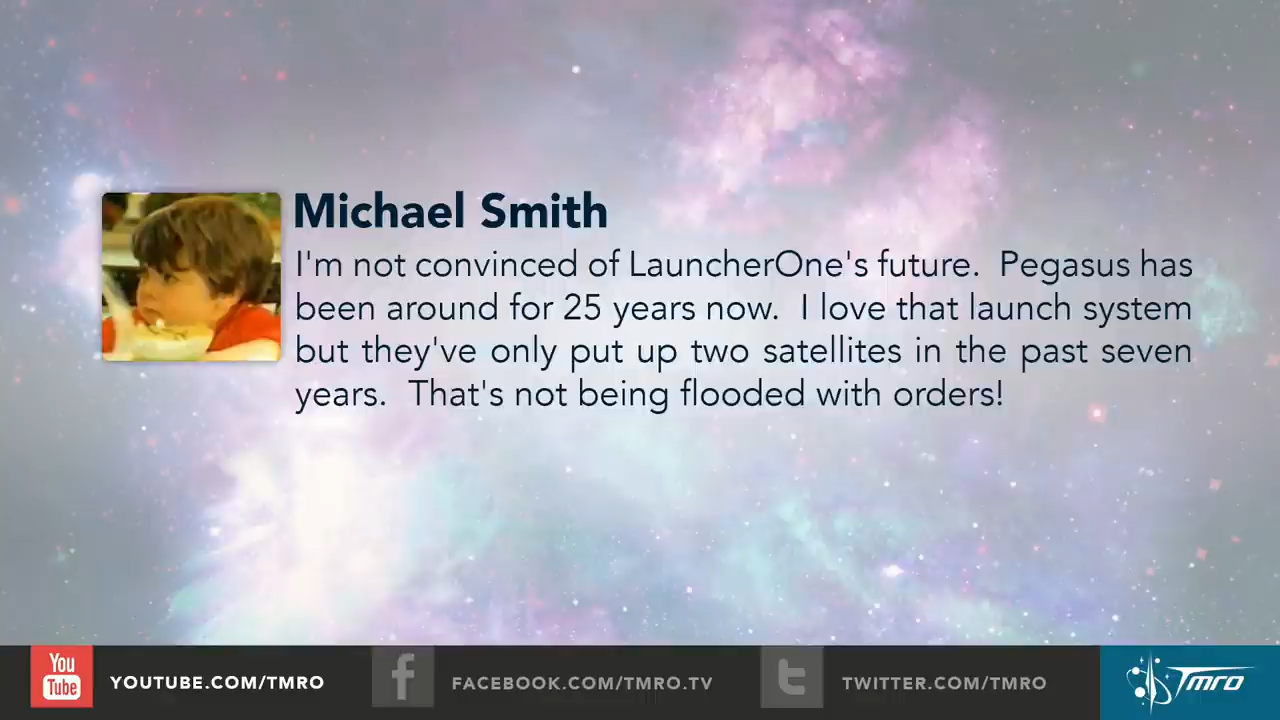 Michael Smith
I'm not convinced of LauncherOne's future. Pegasus has
been around for 25 years now. I love that launch system
but they've only put up two satellites in the past seven
years. That's not being flooded with orders!
You
Tube
YOUTUBE.COM/TMRO
f
FACEBOOK.COM/TMRO.TV
t
TWITTER.COM/TMRO
TMRO